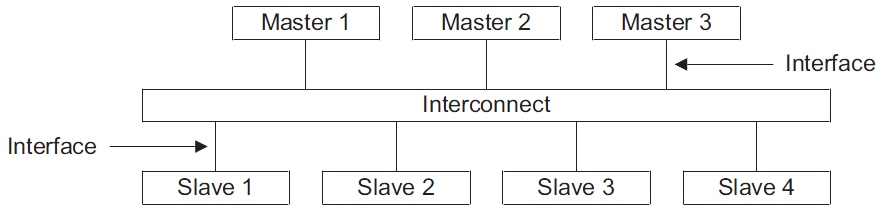 Master 1
Master 2
Master 3
Interface
Interconnect
Interface
Slave 1
Slave 2
Slave 3
Slave 4